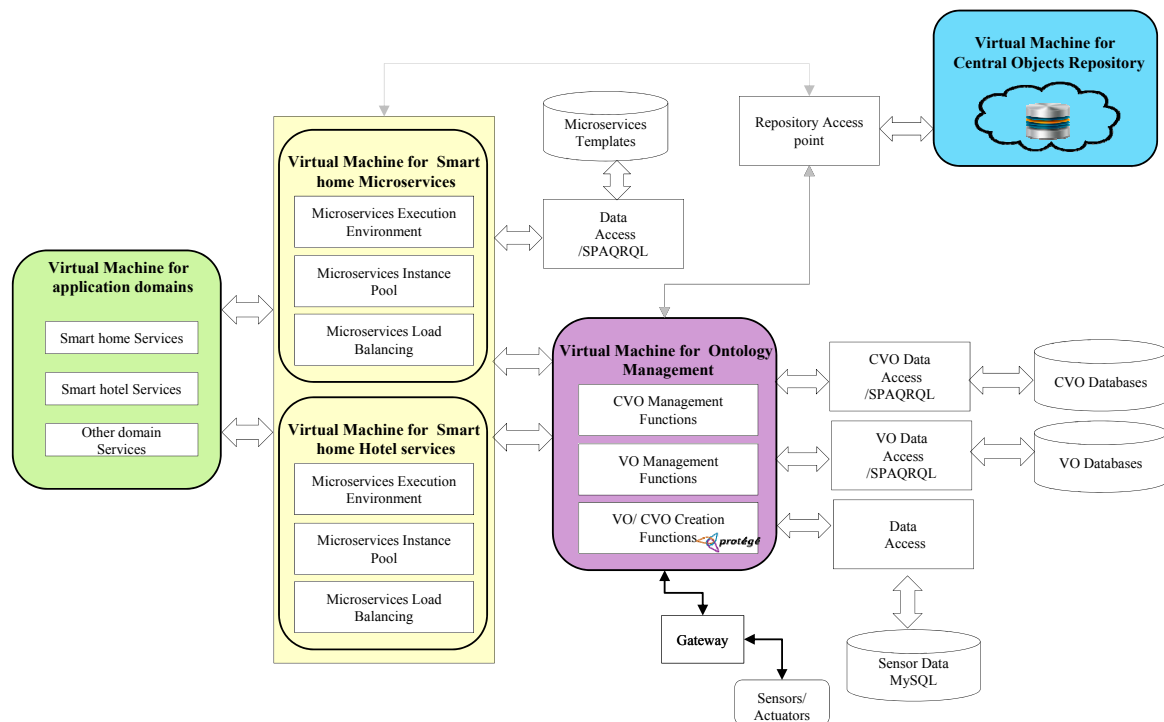 Virtual Machine for
Central Objects Repository
Microservices
Templates
Repository Access
point
Virtual Machine for  Smart
home Microservices
Microservices Execution
Environment
Microservices Instance
Pool
Microservices Load
Balancing
Data
Access
/SPAQRQL
Virtual Machine for
application domains
Smart home Services
Smart hotel Services
Other domain
Services
Virtual Machine for  Smart
home Hotel services
Microservices Execution
Environment
Microservices Instance
Pool
Microservices Load
Balancing
Virtual Machine for  Ontology
Management
CVO Management
Functions
VO Management
Functions
VO/ CVO Creation
Functions
protégé
CVO Data
Access
/SPAQRQL
CVO Databases
VO Data
Access
/SPAQRQL
VO Databases
Data
Access
Sensor Data
MySQL
Gateway
Sensors/
Actuators